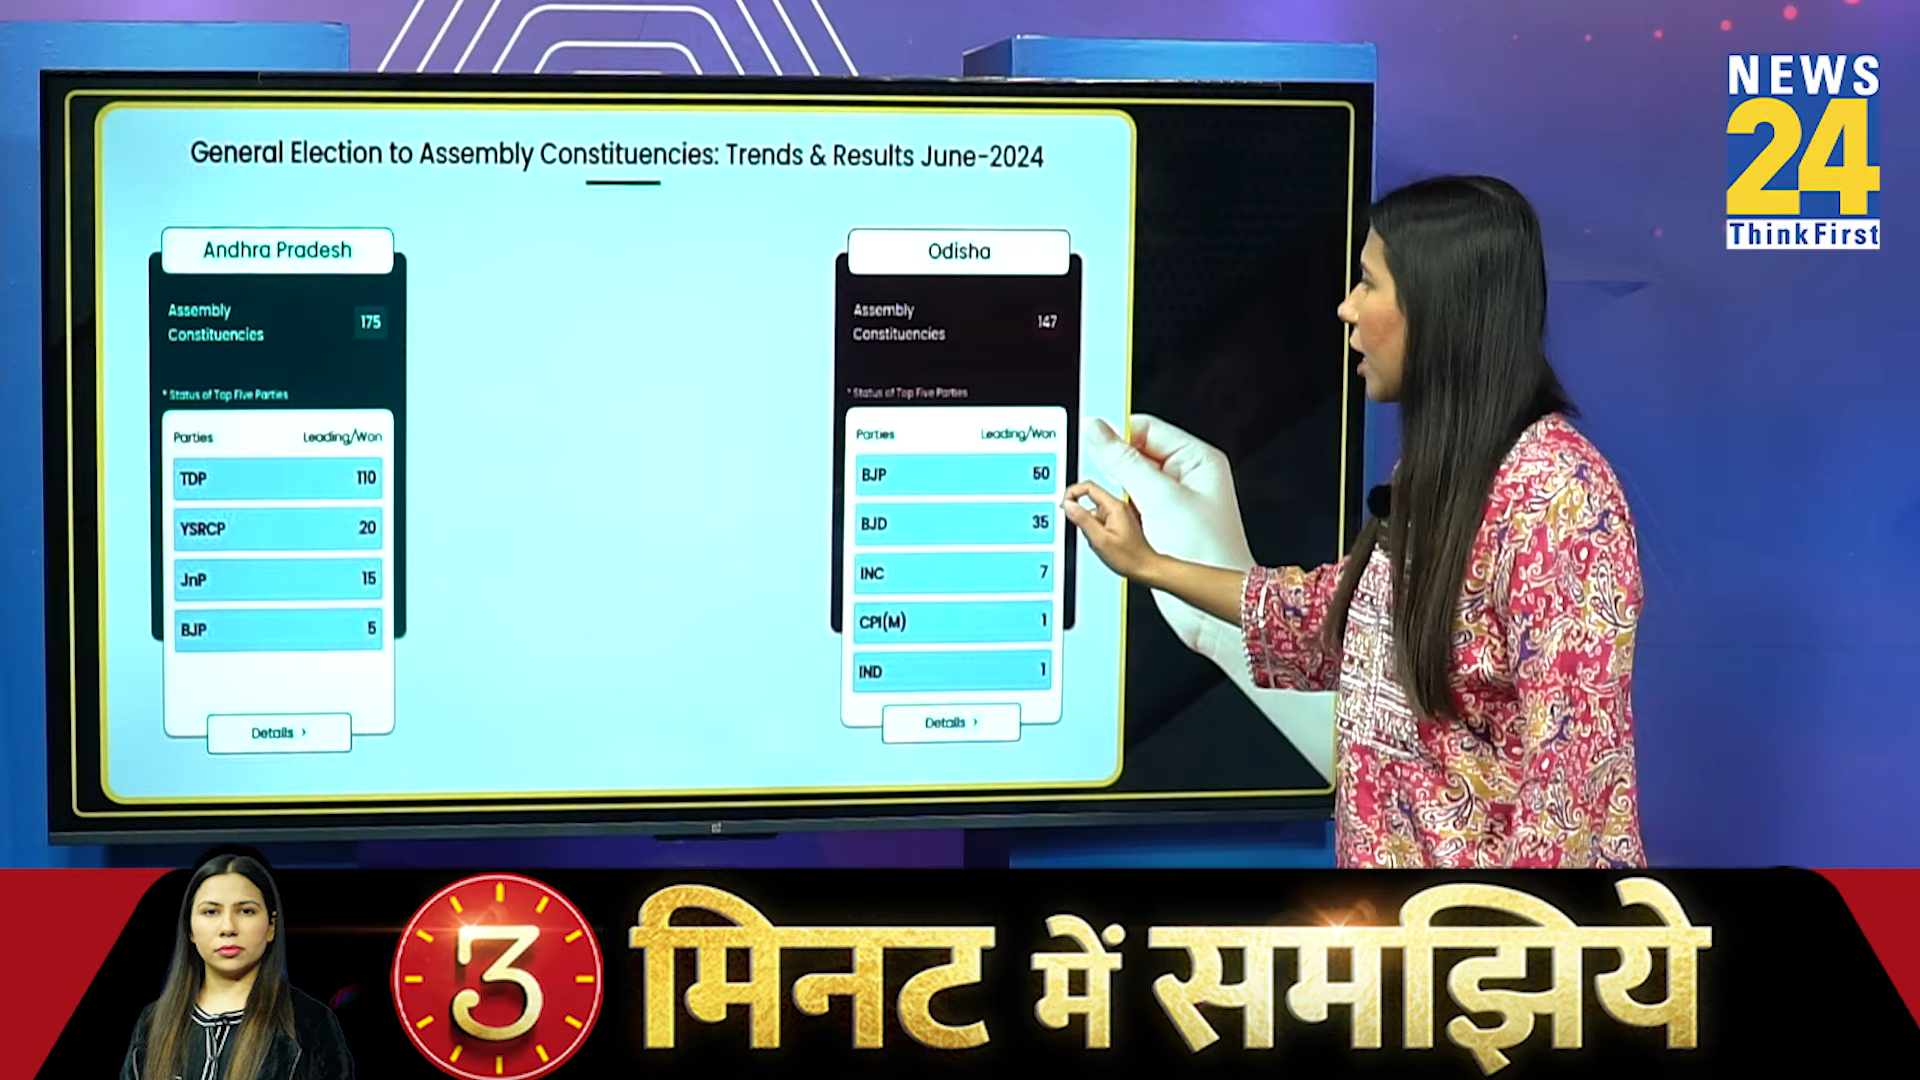 General Election to Assembly Constituencies: Trends & Results June-2024
Andhra Pradesh
Assembly
Constituencies
175
* Status of Top Five Parties
Parties Leading/Won
TDP 110
YSRCP 20
JnP 15
BJP 5
Details ›
Odisha
Assembly
Constituencies
147
* Status of Top Five Parties
Parties Leading/Won
BJP 50
BJD 35
INC 7
CPI(M) 1
IND 1
Details ›
NEWS
24
Think First
3 मिनट में समझिये